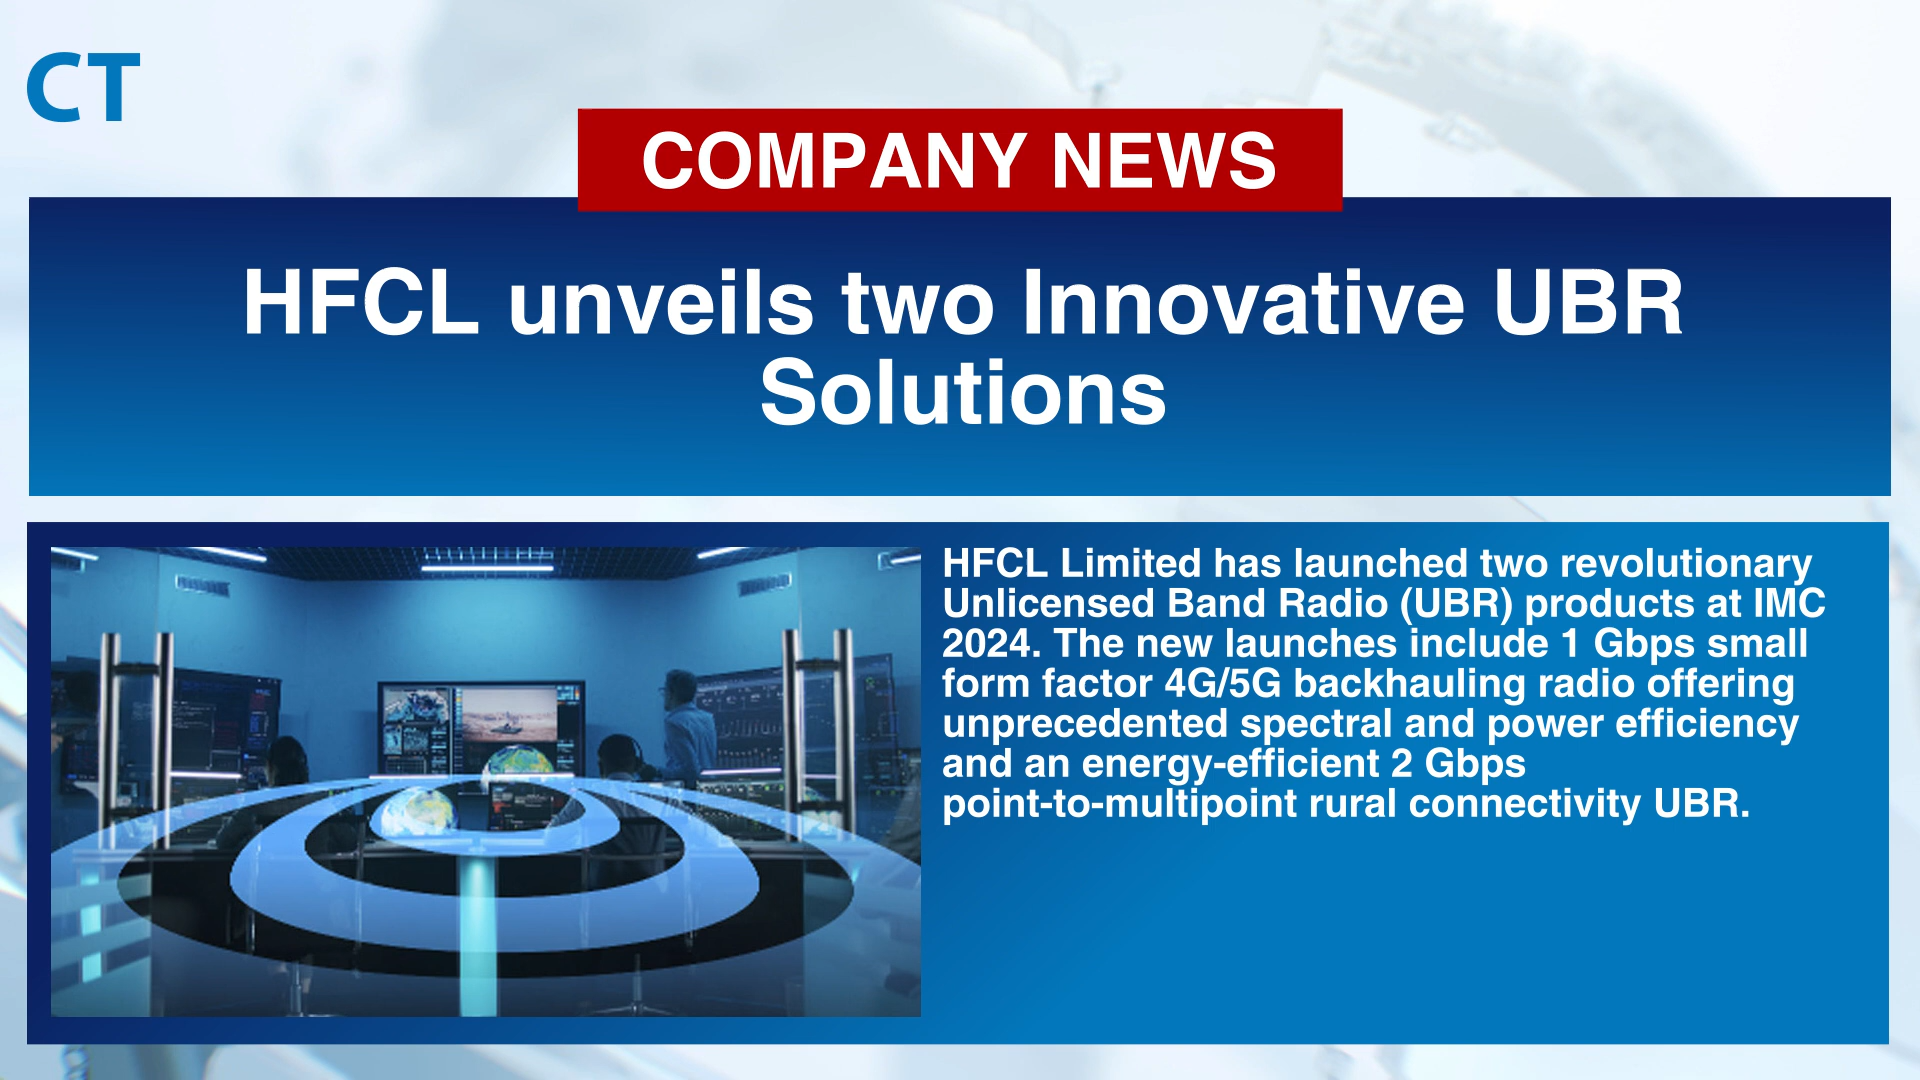 CT
COMPANY NEWS
HFCL unveils two Innovative UBR
Solutions
HFCL Limited has launched two revolutionary
Unlicensed Band Radio (UBR) products at IMC
2024. The new launches include 1 Gbps small
form factor 4G/5G backhauling radio offering
unprecedented spectral and power efficiency
and an energy-efficient 2 Gbps
point-to-multipoint rural connectivity UBR.